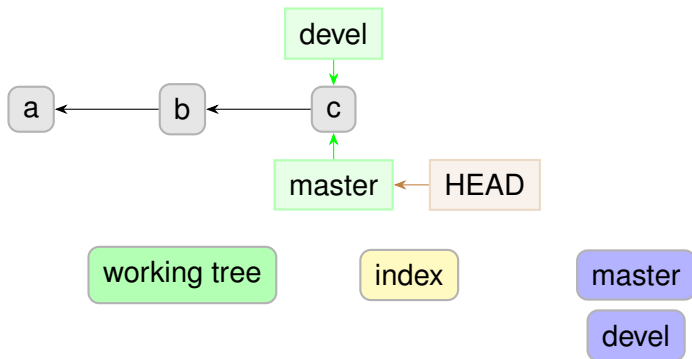 devel
a
b
c
master
HEAD
working tree
index
master
devel